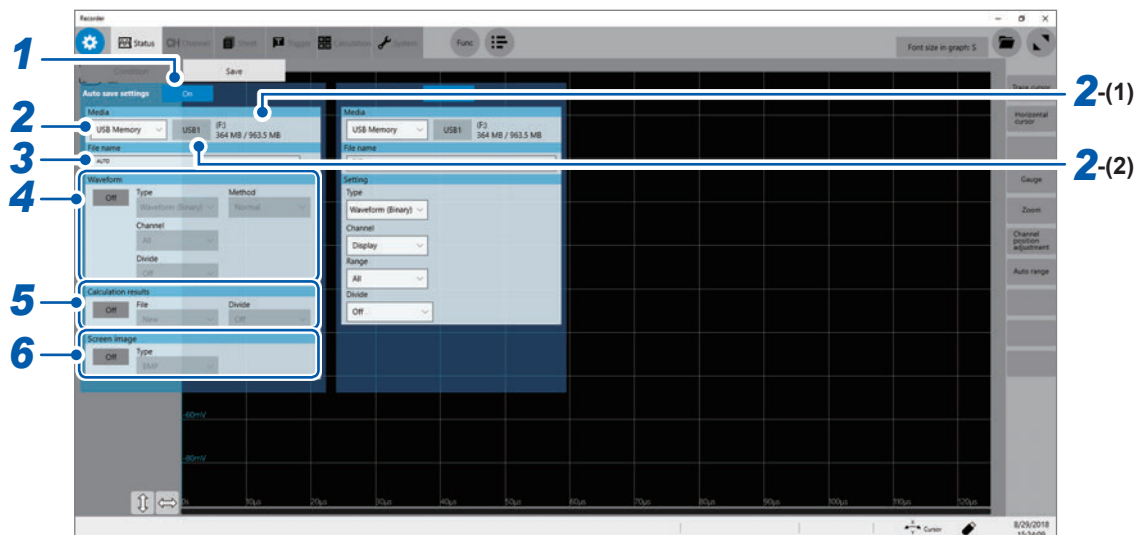 Recorder
Status CH Channel Sheet Trigger Calculation System Func Font size in graph: S
1
Condition Save
Auto save settings On
Trace cursor
2-(1)
Media Media
2 USB Memory USB1 (F:) USB Memory USB1 (F:)
364 MB / 963.5 MB 364 MB / 963.5 MB
Horizontal
cursor
File name File name
3 AUTO
2-(2)
4
Waveform Setting
Gauge
Off Type Method Type
Waveform (Binary) Normal Waveform (Binary)
Zoom
Channel Channel
All Display
Channel
position
adjustment
Divide Range
Off All
Auto range
5
Calculation results Divide
Off File Divide Off
New Off
6
Screen image
Off Type
BMP
-60mV
-80mV
0s 10µs 20µs 30µs 40µs 50µs 60µs 70µs 80µs 90µs 100µs 110µs 120µs
X
Y Cursor 8/29/2018
15:24:09